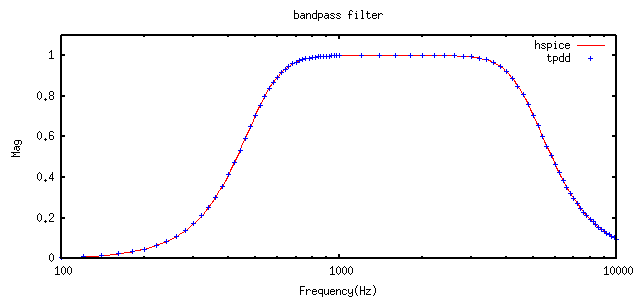 bandpass filter
hspice
tpdd
1
0.8
0.6
0.4
0.2
0
Mag
100
1000
10000
Frequency(Hz)